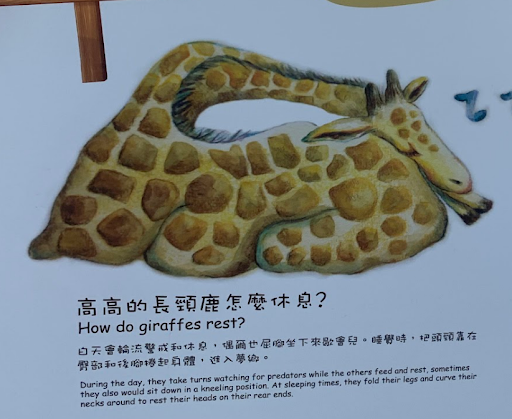 高高的長頸鹿怎麼休息?
How do giraffes rest?
白天會輪流警戒和休息，偶爾也屈腳坐下來歇會兒。睡覺時，把頭頸靠在
臀部和後腳捲起身體，進入夢鄉。
During the day, they take turns watching for predators while the others feed and rest, sometimes
they also would sit down in a kneeling position. At sleeping times, they fold their legs and curve their
necks around to rest their heads on their rear ends.